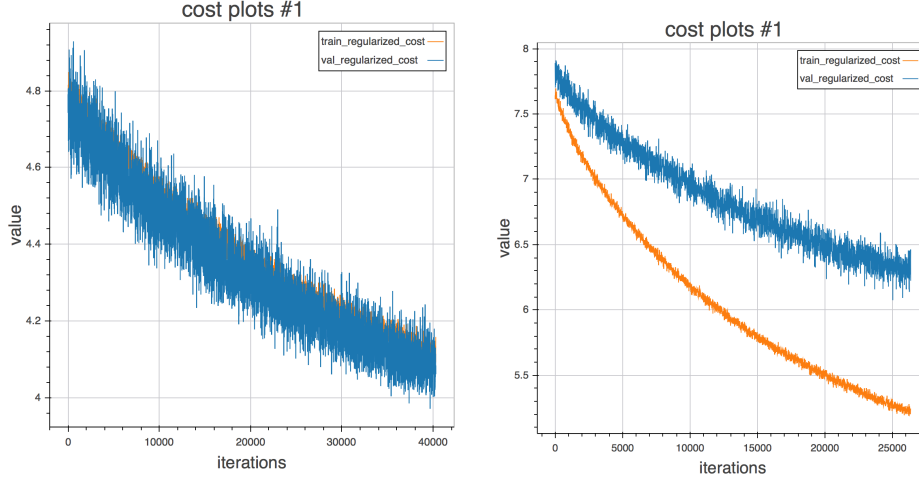 cost plots #1
train_regularized_cost
val_regularized_cost
4.8
4.6
4.4
4.2
4
value
0
10000
20000
30000
40000
iterations
cost plots #1
train_regularized_cost
val_regularized_cost
8
7.5
7
6.5
6
5.5
value
0
5000
10000
15000
20000
25000
iterations